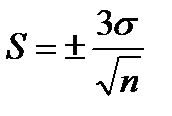 S = ± 3σ / √n